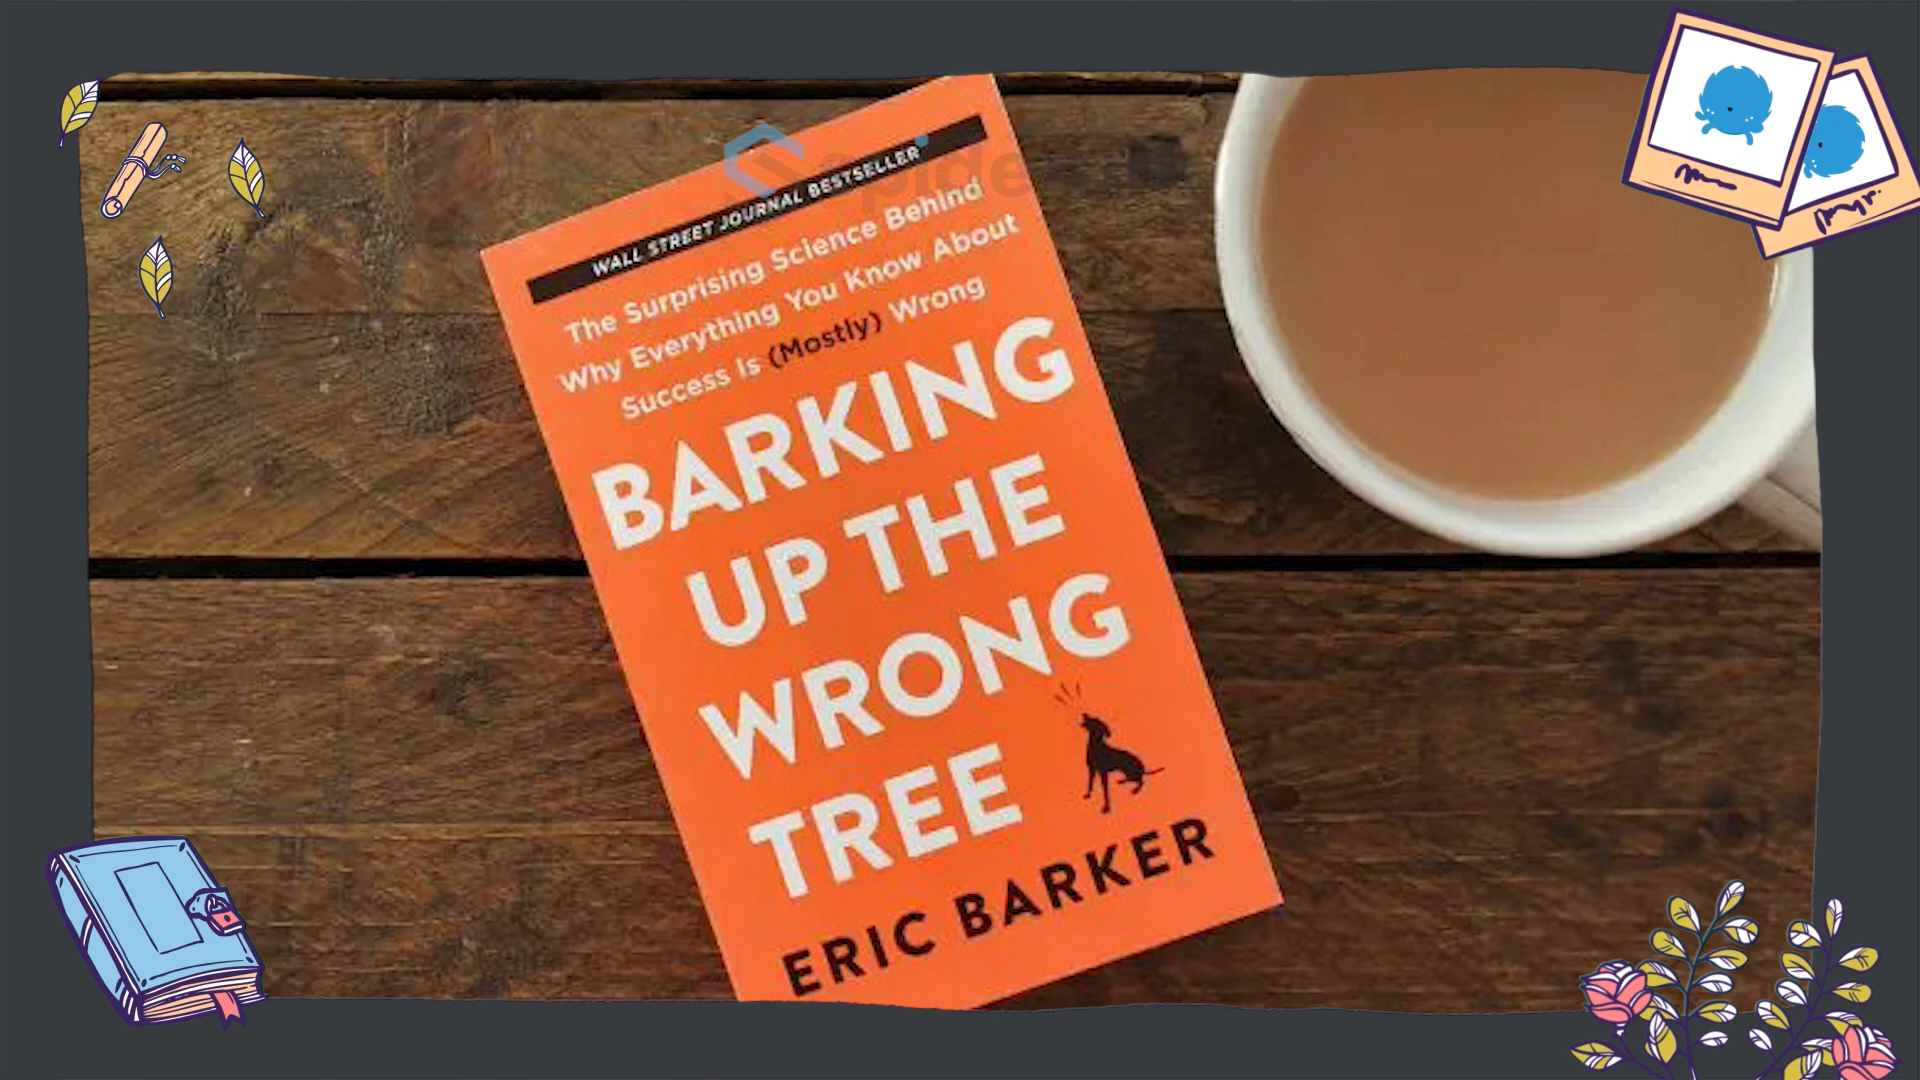 WALL STREET JOURNAL BESTSELLER
The Surprising Science Behind
Why Everything You Know About
Success Is (Mostly) Wrong
BARKING
UP THE
WRONG
TREE
ERIC BARKER